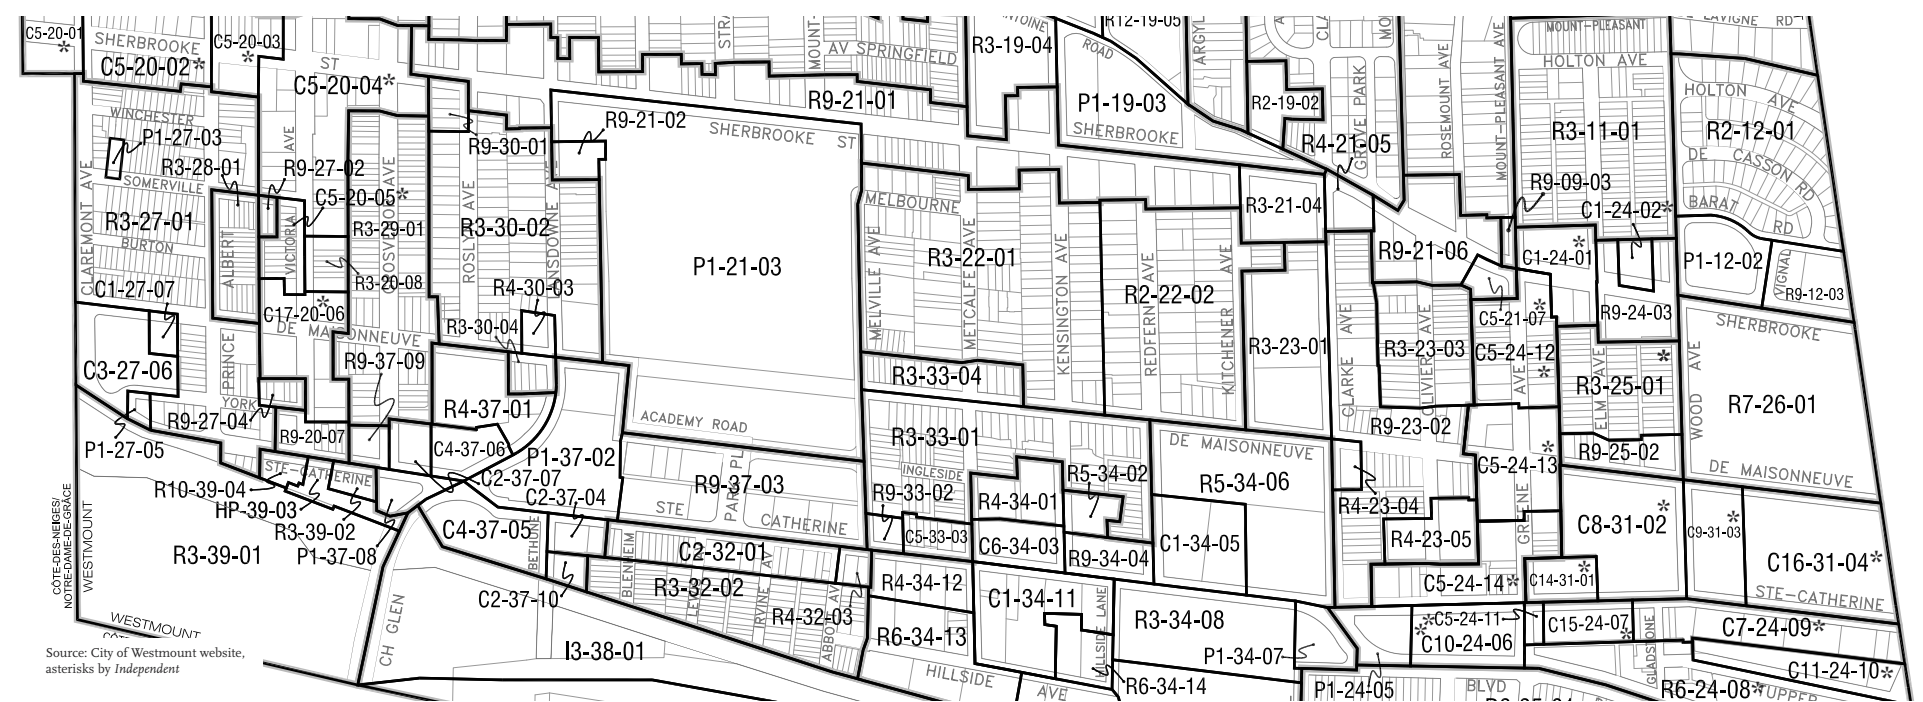 C5-20-01*
SHERBROOKE
C5-20-02*
C5-20-03
*
ST
C5-20-04*
AV SPRINGFIELD
R9-21-01
R3-19-04
ROAD
P1-19-03
SHERBROOKE
R12-19-05
R2-19-02
R4-21-05
GROVE PARK
ROSEMOUNT AVE
MOUNT-PLEASANT AVE
MOUNT-PLEASANT
HOLTON AVE
R3-11-01
LAVIGNE RD
HOLTON AVE
R2-12-01
DE CASSON RD
BARAT RD
WINCHESTER
P1-27-03
R3-28-01
SOMERVILLE
R9-27-02
C5-20-05*
R3-27-01
BURTON
CLAREMONT AVE
C1-27-07
ALBERT
VICTORIA
AVE
R3-29-01
R3-20-08
C17-20-06
*
ROSLYN AVE
R9-30-01
R3-30-02
R4-30-03
R3-30-04
R9-21-02
SHERBROOKE ST
P1-21-03
MELBOURNE
MELVILLE AVE
R3-22-01
METCALFE AVE
KENSINGTON AVE
R2-22-02
REDFERN AVE
KITCHENER AVE
R3-21-04
R3-23-01
CLARKE AVE
R9-21-06
R3-23-03
OLIVIER AVE
R9-09-03
C1-24-02*
C1-24-01
*
C5-21-07
*
C5-24-12
*
AVE
R9-24-03
P1-12-02
VIGNAL
R9-12-03
SHERBROOKE
*
R3-25-01
ELM AVE
WOOD AVE
R7-26-01
DE MAISONNEUVE
C3-27-06
PRINCE
DE MAISONNEUVE
R9-37-09
YORK
R9-27-04
P1-27-05
R9-20-07
R4-37-01
C4-37-06
P1-37-02
C2-37-07
C2-37-04
ACADEMY ROAD
R9-37-03
PARK PL
STE CATHERINE
R3-33-04
R3-33-01
INGLESIDE
R9-33-02
C5-33-03
R4-34-01
C6-34-03
R5-34-02
R9-34-04
DE MAISONNEUVE
R5-34-06
C1-34-05
R9-23-02
R4-23-04
R4-23-05
C5-24-13
*
GREENE
R9-25-02
C8-31-02
*
C9-31-03
*
C16-31-04*
STE-CATHERINE
STE-CATHERINE
R10-39-04
HP-39-03
R3-39-02
P1-37-08
R3-39-01
CÔTE-DES-NEIGES/
NOTRE-DAME-DE-GRÂCE
WESTMOUNT
WESTMOUNT
CH GLEN
C4-37-05
BETHUNE
C2-37-10
BLENHEIM
C2-32-01
R3-32-02
IRVINE AV
R4-32-03
ABBOTT AV
I3-38-01
R4-34-12
R6-34-13
HILLSIDE AVE
C1-34-11
HILLSIDE LANE
R6-34-14
R3-34-08
P1-34-07
C5-24-14*
C14-31-01
*
C5-24-11
*
C10-24-06
C15-24-07
*
P1-24-05
BLVD
GLADSTONE
C7-24-09*
C11-24-10*
R6-24-08*
UPPER
Source: City of Westmount website,
asterisks by Independent